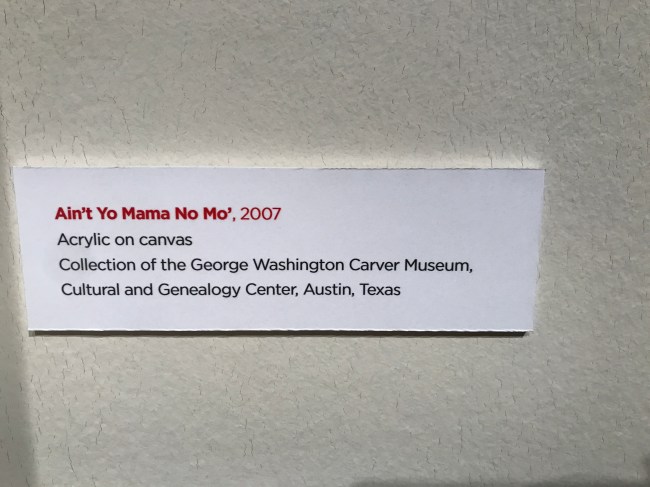 Ain’t Yo Mama No Mo’, 2007
Acrylic on canvas
Collection of the George Washington Carver Museum,
Cultural and Genealogy Center, Austin, Texas